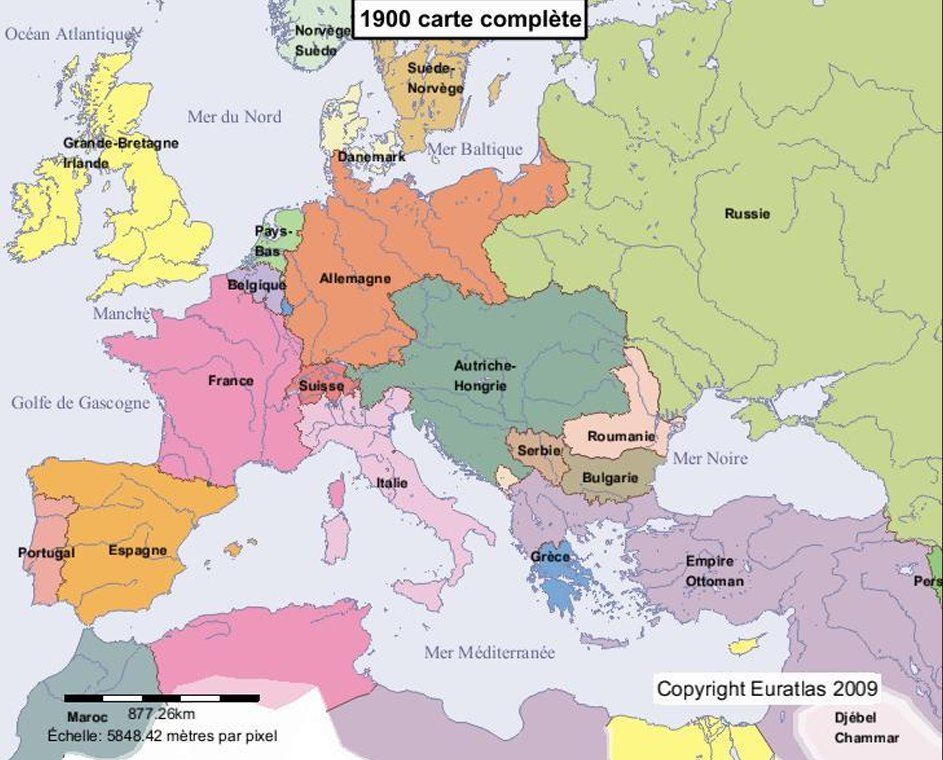 1900 carte complète
Océan Atlantique
Norvège
Suède
Suède-
Norvège
Mer du Nord
Grande-Bretagne
Irlande
Danemark
Mer Baltique
Russie
Pays-
Bas
Allemagne
Belgique
Manche
Autriche-
Hongrie
France
Suisse
Golfe de Gascogne
Roumanie
Serbie
Mer Noire
Italie
Bulgarie
Portugal
Espagne
Grèce
Empire
Ottoman
Pers
Mer Méditerranée
Copyright Euratlas 2009
Maroc
877.26km
Échelle: 5848.42 mètres par pixel
Djébel
Chammar